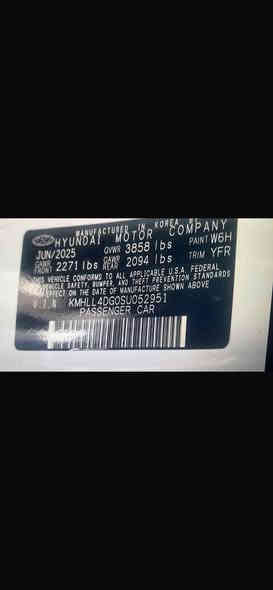 MANUFACTURED IN KOREA BY
HYUNDAI MOTOR COMPANY
JUN/2025 GVWR 3858 lbs PAINT W6H
GAWR FRONT 2271 lbs GAWR REAR 2094 lbs TRIM YFR
THIS VEHICLE CONFORMS TO ALL APPLICABLE U.S.A. FEDERAL
VEHICLE SAFETY, BUMPER, AND THEFT PREVENTION STANDARDS
IN EFFECT ON THE DATE OF MANUFACTURE SHOWN ABOVE
V.I.N KMHLL4DG0SU052951
PASSENGER CAR